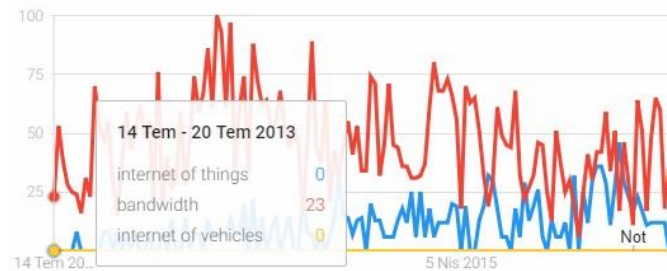 100
75
50
25
14 Tem - 20 Tem 2013
internet of things 0
bandwidth 23
internet of vehicles 0
Not
14 Tem 20...
5 Nis 2015